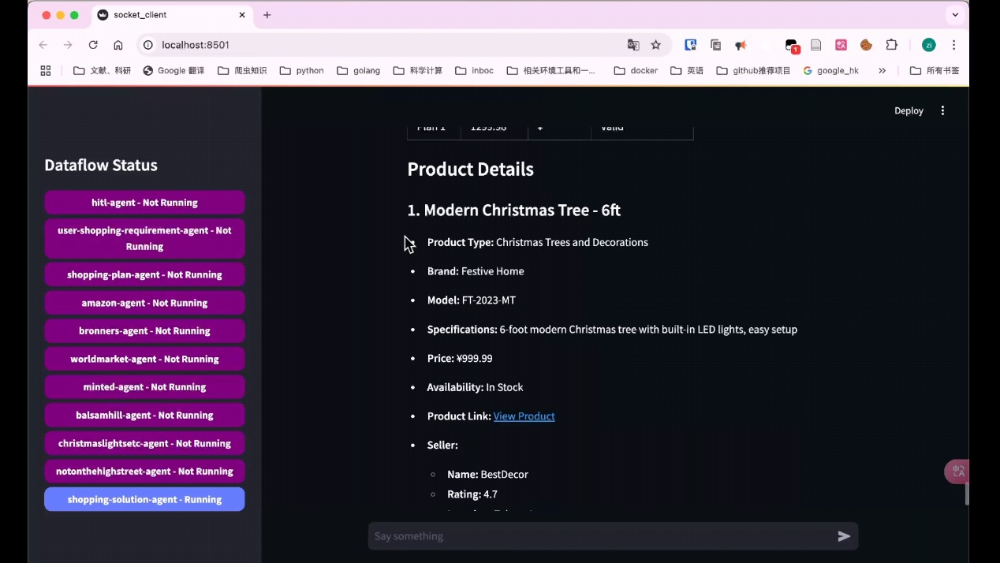 socket_client
localhost:8501
文献、科研
Google 翻译
爬虫知识
python
golang
科学计算
inboc
相关环境工具和一...
docker
英语
github推荐项目
google_hk
所有书签
Deploy
Plan 1 1299.98 + Valid
Dataflow Status
hitl-agent - Not Running
user-shopping-requirement-agent - Not
Running
shopping-plan-agent - Not Running
amazon-agent - Not Running
bronners-agent - Not Running
worldmarket-agent - Not Running
minted-agent - Not Running
balsamhill-agent - Not Running
christmaslightsetc-agent - Not Running
notonthehighstreet-agent - Not Running
shopping-solution-agent - Running
Product Details
1. Modern Christmas Tree - 6ft
Product Type: Christmas Trees and Decorations
Brand: Festive Home
Model: FT-2023-MT
Specifications: 6-foot modern Christmas tree with built-in LED lights, easy setup
Price: ¥999.99
Availability: In Stock
Product Link: View Product
Seller:
Name: BestDecor
Rating: 4.7
Say something
zi
1